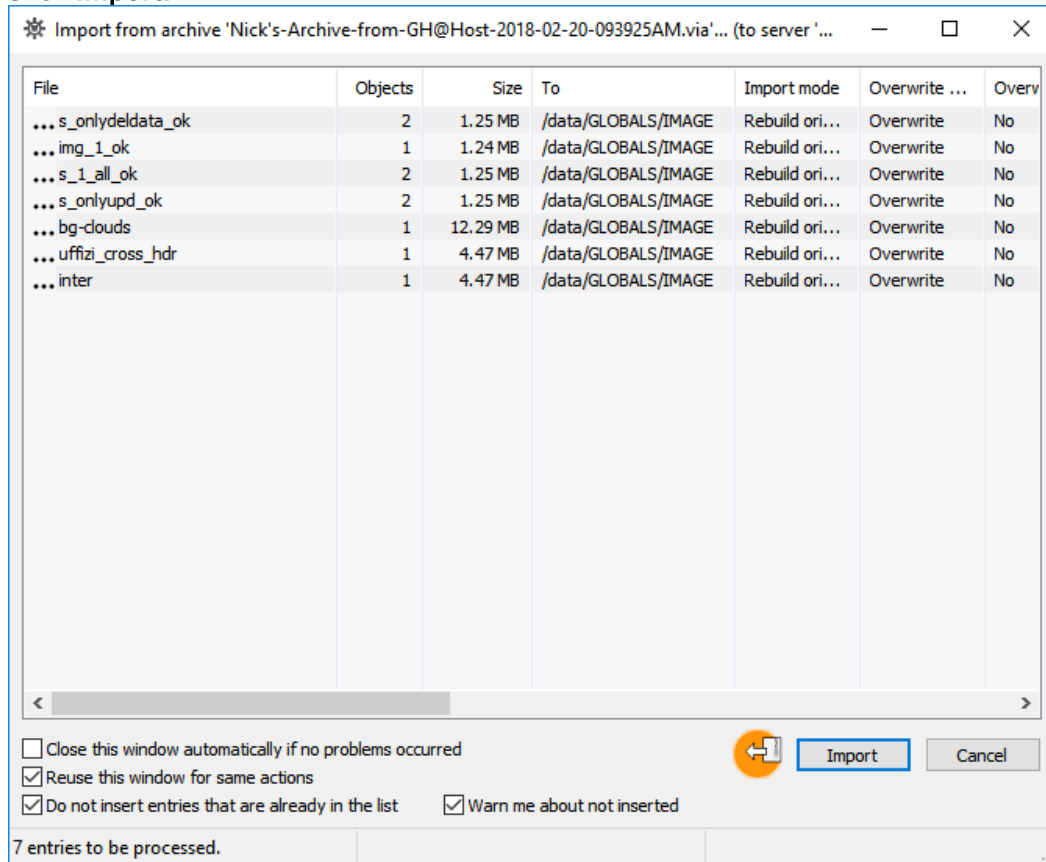 Import from archive 'Nick's-Archive-from-GH@Host-2018-02-20-093925AM.via'... (to server '...
File Objects Size To Import mode Overwrite ... Overw
... s_onlydeldata_ok 2 1.25 MB /data/GLOBALS/IMAGE Rebuild ori... Overwrite No
... img_1_ok 1 1.24 MB /data/GLOBALS/IMAGE Rebuild ori... Overwrite No
... s_1_all_ok 2 1.25 MB /data/GLOBALS/IMAGE Rebuild ori... Overwrite No
... s_onlyupd_ok 2 1.25 MB /data/GLOBALS/IMAGE Rebuild ori... Overwrite No
... bg-clouds 1 12.29 MB /data/GLOBALS/IMAGE Rebuild ori... Overwrite No
... uffizi_cross_hdr 1 4.47 MB /data/GLOBALS/IMAGE Rebuild ori... Overwrite No
... inter 1 4.47 MB /data/GLOBALS/IMAGE Rebuild ori... Overwrite No
Close this window automatically if no problems occurred
Import Cancel
Reuse this window for same actions
Do not insert entries that are already in the list Warn me about not inserted
7 entries to be processed.